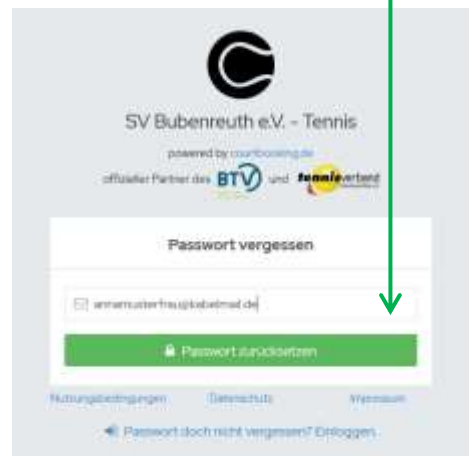 SV Bubenreuth e.V. - Tennis
powered by courtbooking.de
offizieller Partner des BTV und tennisverband
Passwort vergessen
annamusterfrau@kabelmail.de
Passwort zurücksetzen
Nutzungsbedingungen Datenschutz Impressum
Passwort doch nicht vergessen? Einloggen.